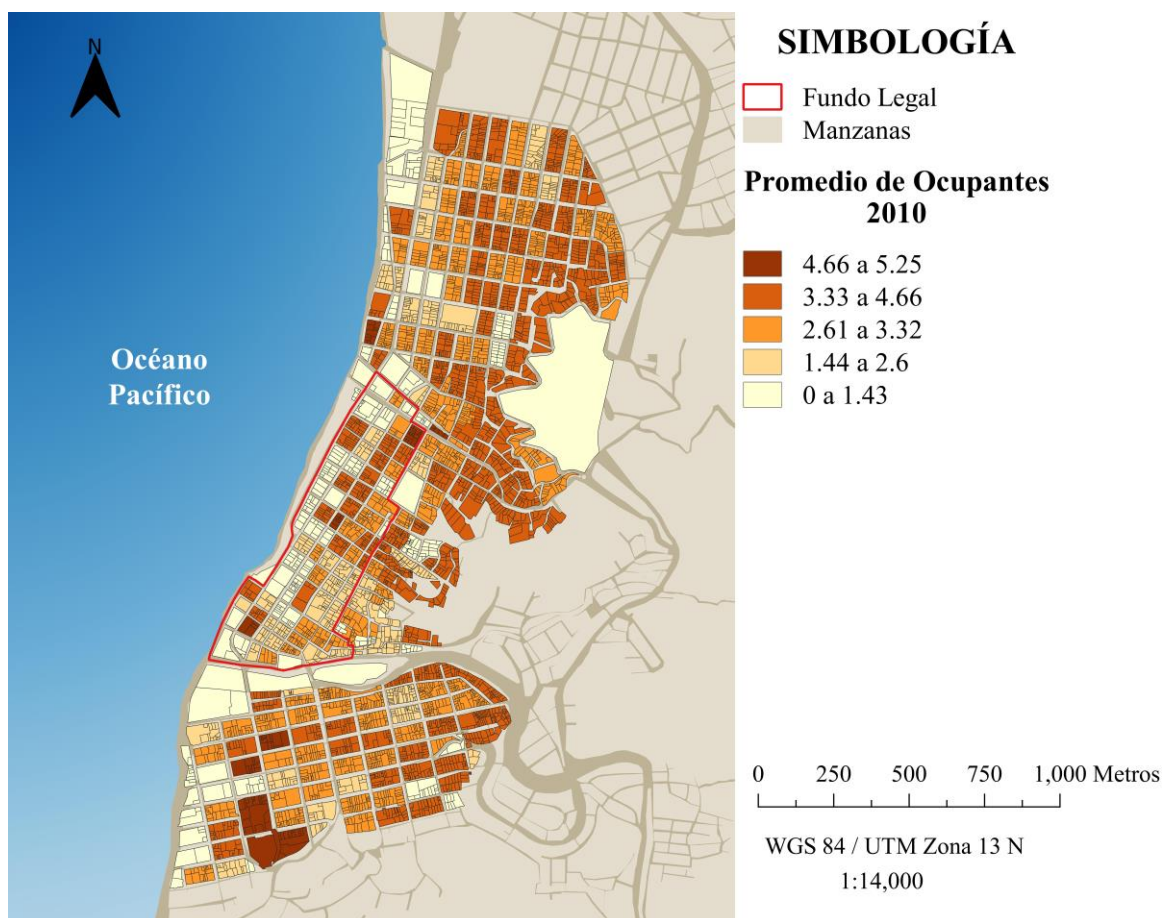 N
Océano
Pacífico
SIMBOLOGÍA
Fundo Legal
Manzanas
Promedio de Ocupantes
2010
4.66 a 5.25
3.33 a 4.66
2.61 a 3.32
1.44 a 2.6
0 a 1.43
0 250 500 750 1,000 Metros
WGS 84 / UTM Zona 13 N
1:14,000